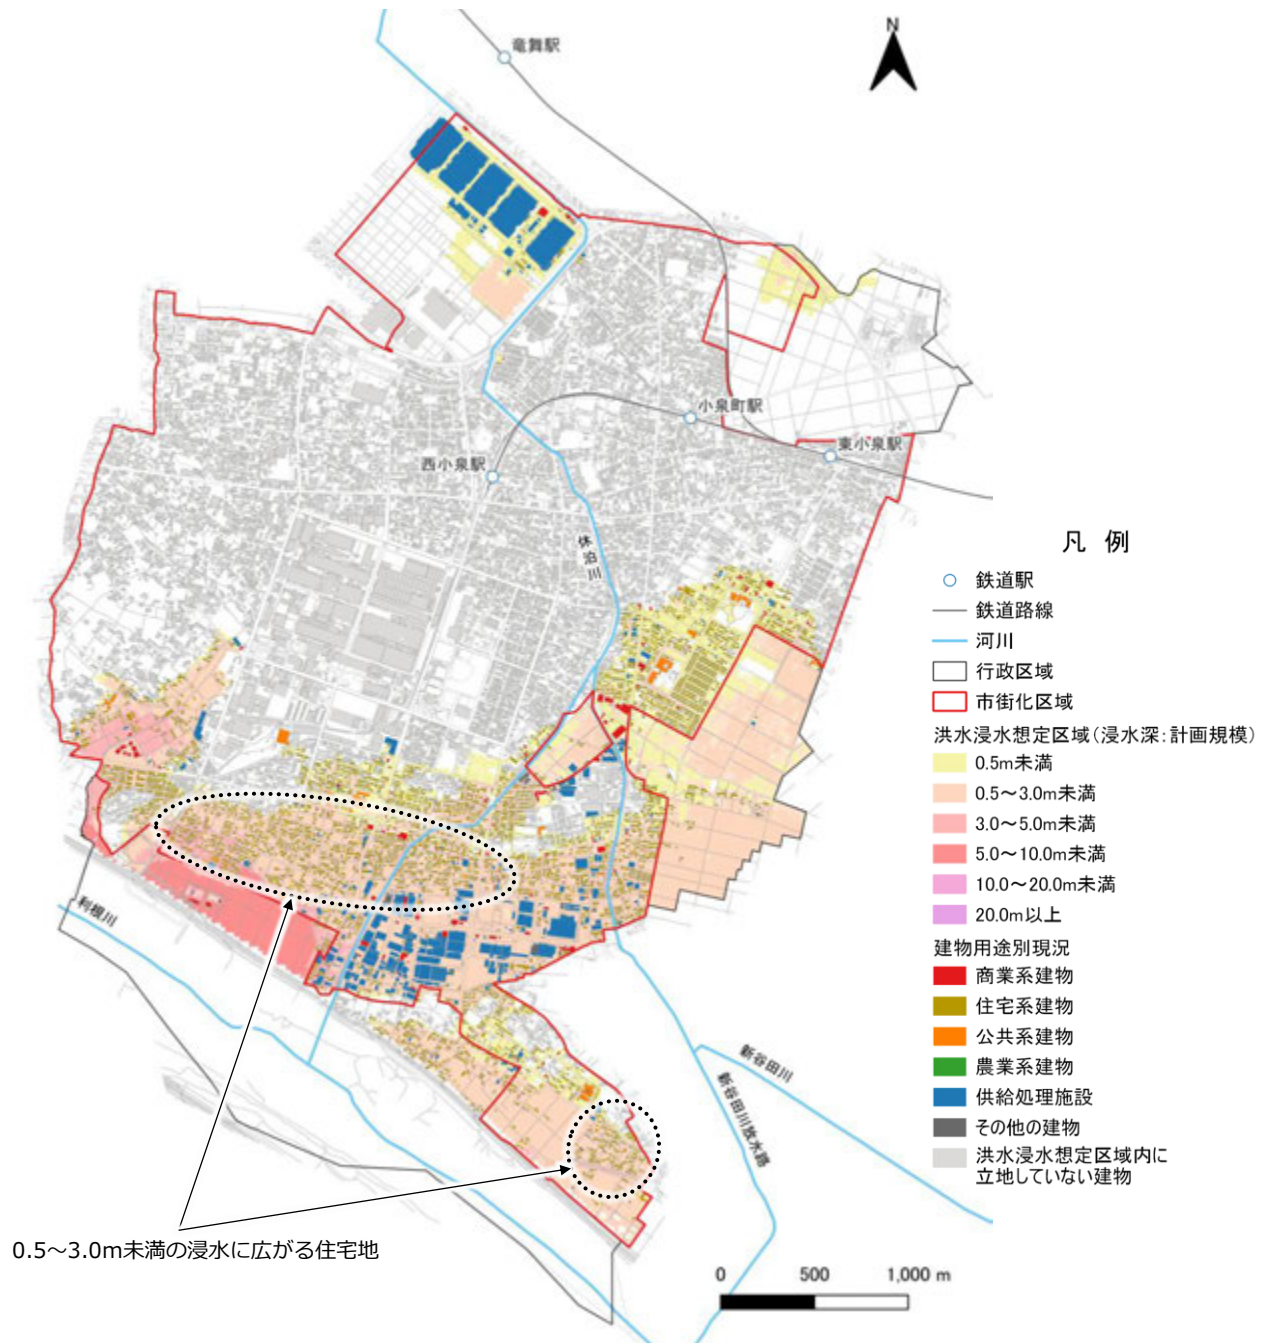 N
竜舞駅
小泉町駅
東小泉駅
西小泉駅
休泊川
利根川
新谷田川
新谷田川放水路
凡 例
鉄道駅
鉄道路線
河川
行政区域
市街化区域
洪水浸水想定区域(浸水深:計画規模)
0.5m未満
0.5~3.0m未満
3.0~5.0m未満
5.0~10.0m未満
10.0~20.0m未満
20.0m以上
建物用途別現況
商業系建物
住宅系建物
公共系建物
農業系建物
供給処理施設
その他の建物
洪水浸水想定区域内に
立地していない建物
0.5~3.0m未満の浸水に広がる住宅地
0 500 1,000 m